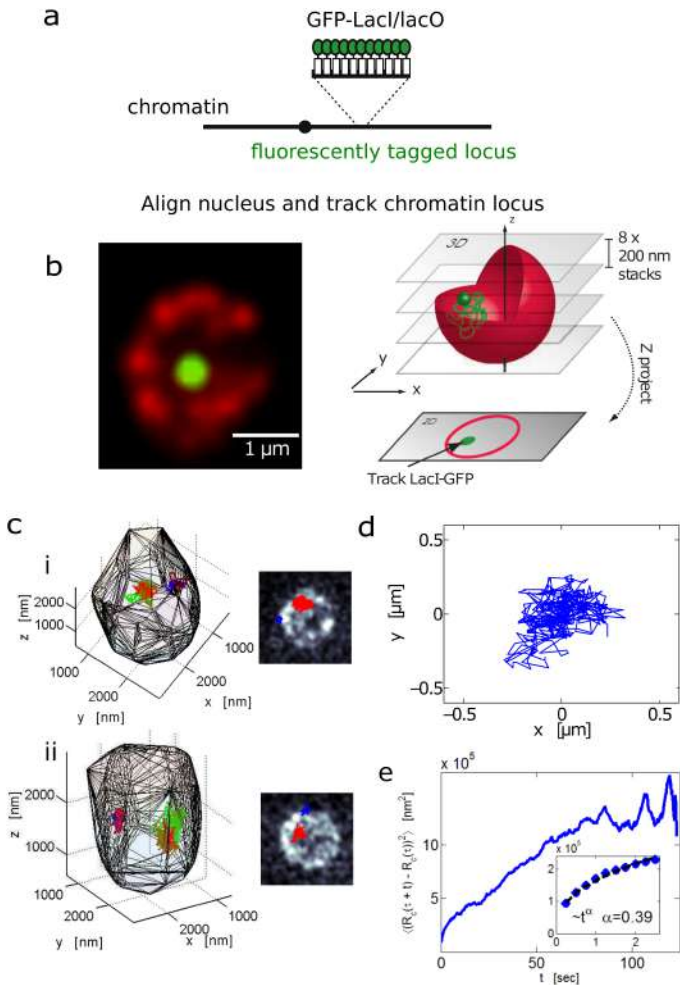 a
GFP-LacI/lacO
chromatin
fluorescently tagged locus
Align nucleus and track chromatin locus
b
1 µm
3D
z
8 x
200 nm
stacks
y
x
Z project
2D
Track LacI-GFP
c
i
z [nm]
2000
1000
1000
2000
y [nm]
1000
2000
x [nm]
ii
z [nm]
2000
1000
2000
y [nm]
1000
2000
x [nm]
d
y [µm]
0.5
0
−0.5
−0.5
0
0.5
x [µm]
e
x 10⁵
⟨(R꜀(τ + t) - R꜀(τ))²⟩ [nm²]
10
5
0
50
100
t [sec]
x 10⁵
2
1
0
0
1
2
~tᵅ α=0.39